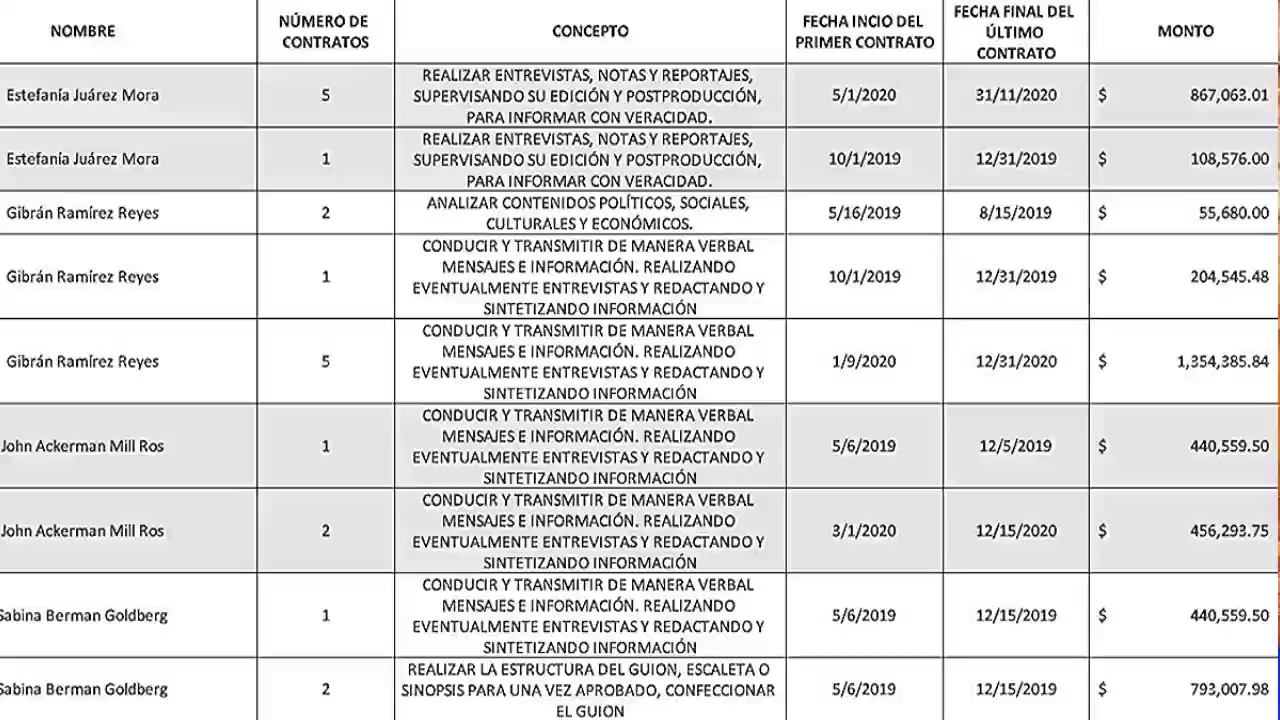 NOMBRE
NÚMERO DE
CONTRATOS
CONCEPTO
FECHA INCIO DEL
PRIMER CONTRATO
FECHA FINAL DEL
ÚLTIMO
CONTRATO
MONTO
Estefanía Juárez Mora
5
REALIZAR ENTREVISTAS, NOTAS Y REPORTAJES,
SUPERVISANDO SU EDICIÓN Y POSTPRODUCCIÓN,
PARA INFORMAR CON VERACIDAD.
5/1/2020
31/11/2020
$ 867,063.01
Estefanía Juárez Mora
1
REALIZAR ENTREVISTAS, NOTAS Y REPORTAJES,
SUPERVISANDO SU EDICIÓN Y POSTPRODUCCIÓN,
PARA INFORMAR CON VERACIDAD.
10/1/2019
12/31/2019
$ 108,576.00
Gibrán Ramírez Reyes
2
ANALIZAR CONTENIDOS POLÍTICOS, SOCIALES,
CULTURALES Y ECONÓMICOS.
5/16/2019
8/15/2019
$ 55,680.00
Gibrán Ramírez Reyes
1
CONDUCIR Y TRANSMITIR DE MANERA VERBAL
MENSAJES E INFORMACIÓN. REALIZANDO
EVENTUALMENTE ENTREVISTAS Y REDACTANDO Y
SINTETIZANDO INFORMACIÓN
10/1/2019
12/31/2019
$ 204,545.48
Gibrán Ramírez Reyes
5
CONDUCIR Y TRANSMITIR DE MANERA VERBAL
MENSAJES E INFORMACIÓN. REALIZANDO
EVENTUALMENTE ENTREVISTAS Y REDACTANDO Y
SINTETIZANDO INFORMACIÓN
1/9/2020
12/31/2020
$ 1,354,385.84
John Ackerman Mill Ros
1
CONDUCIR Y TRANSMITIR DE MANERA VERBAL
MENSAJES E INFORMACIÓN. REALIZANDO
EVENTUALMENTE ENTREVISTAS Y REDACTANDO Y
SINTETIZANDO INFORMACIÓN
5/6/2019
12/5/2019
$ 440,559.50
John Ackerman Mill Ros
2
CONDUCIR Y TRANSMITIR DE MANERA VERBAL
MENSAJES E INFORMACIÓN. REALIZANDO
EVENTUALMENTE ENTREVISTAS Y REDACTANDO Y
SINTETIZANDO INFORMACIÓN
3/1/2020
12/15/2020
$ 456,293.75
Sabina Berman Goldberg
1
CONDUCIR Y TRANSMITIR DE MANERA VERBAL
MENSAJES E INFORMACIÓN. REALIZANDO
EVENTUALMENTE ENTREVISTAS Y REDACTANDO Y
SINTETIZANDO INFORMACIÓN
5/6/2019
12/15/2019
$ 440,559.50
Sabina Berman Goldberg
2
REALIZAR LA ESTRUCTURA DEL GUION, ESCALETA O
SINOPSIS PARA UNA VEZ APROBADO, CONFECCIONAR
EL GUION
5/6/2019
12/15/2019
$ 793,007.98